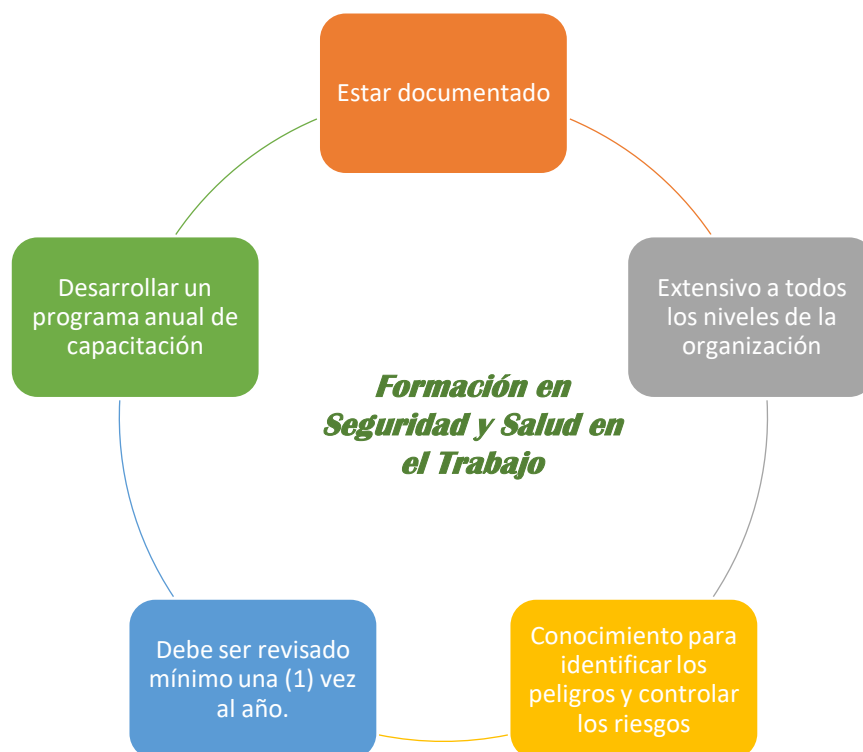 Estar documentado
Extensivo a todos
los niveles de la
organización
Conocimiento para
identificar los
peligros y controlar
los riesgos
Debe ser revisado
mínimo una (1) vez
al año.
Desarrollar un
programa anual de
capacitación
Formación en
Seguridad y Salud en
el Trabajo